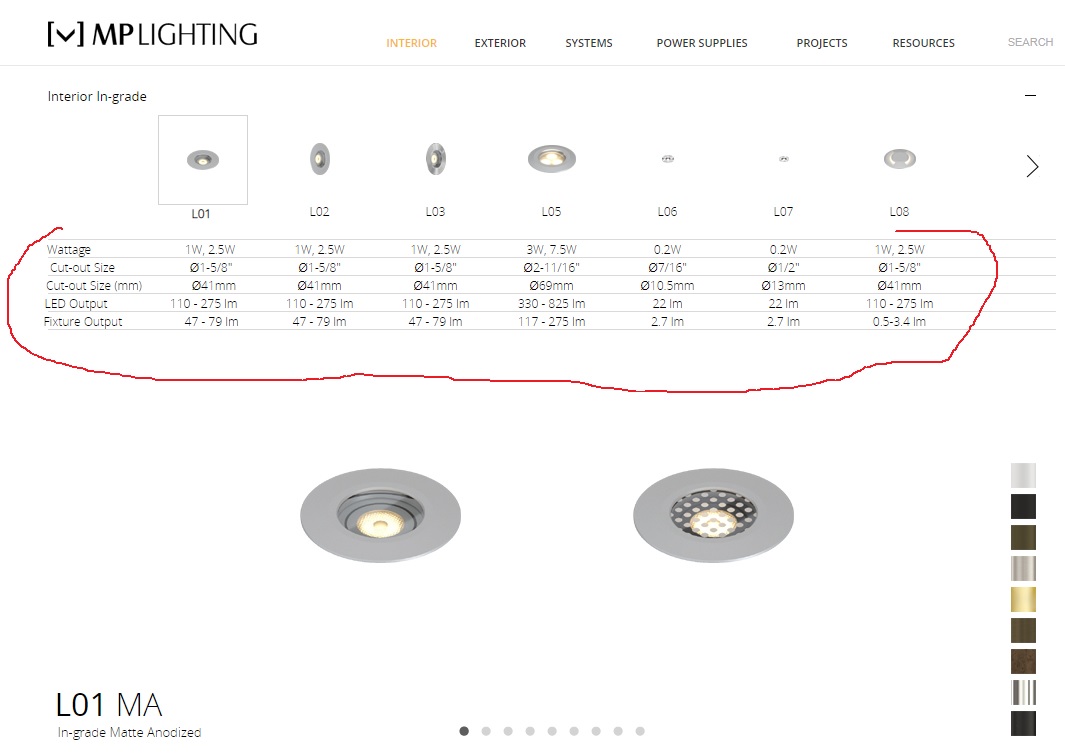 [v] MP LIGHTING
INTERIOR EXTERIOR SYSTEMS POWER SUPPLIES PROJECTS RESOURCES SEARCH
Interior In-grade
L01 L02 L03 L05 L06 L07 L08
Wattage 1W, 2.5W 1W, 2.5W 1W, 2.5W 3W, 7.5W 0.2W 0.2W 1W, 2.5W
Cut-out Size Ø1-5/8" Ø1-5/8" Ø1-5/8" Ø2-11/16" Ø7/16" Ø1/2" Ø1-5/8"
Cut-out Size (mm) Ø41mm Ø41mm Ø41mm Ø69mm Ø10.5mm Ø13mm Ø41mm
LED Output 110 - 275 lm 110 - 275 lm 110 - 275 lm 330 - 825 lm 22 lm 22 lm 110 - 275 lm
Fixture Output 47 - 79 lm 47 - 79 lm 47 - 79 lm 117 - 275 lm 2.7 lm 2.7 lm 0.5-3.4 lm
L01 MA
In-grade Matte Anodized